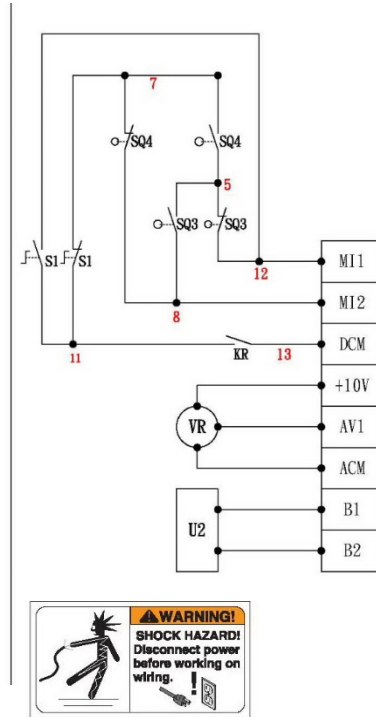 7
SQ4 SQ4
5
SQ3 SQ3
S1 S1
12
MI1
8
MI2
11
KR
13
DCM
+10V
VR
AV1
ACM
U2
B1
B2
WARNING!
SHOCK HAZARD!
Disconnect power
before working on
wiring.